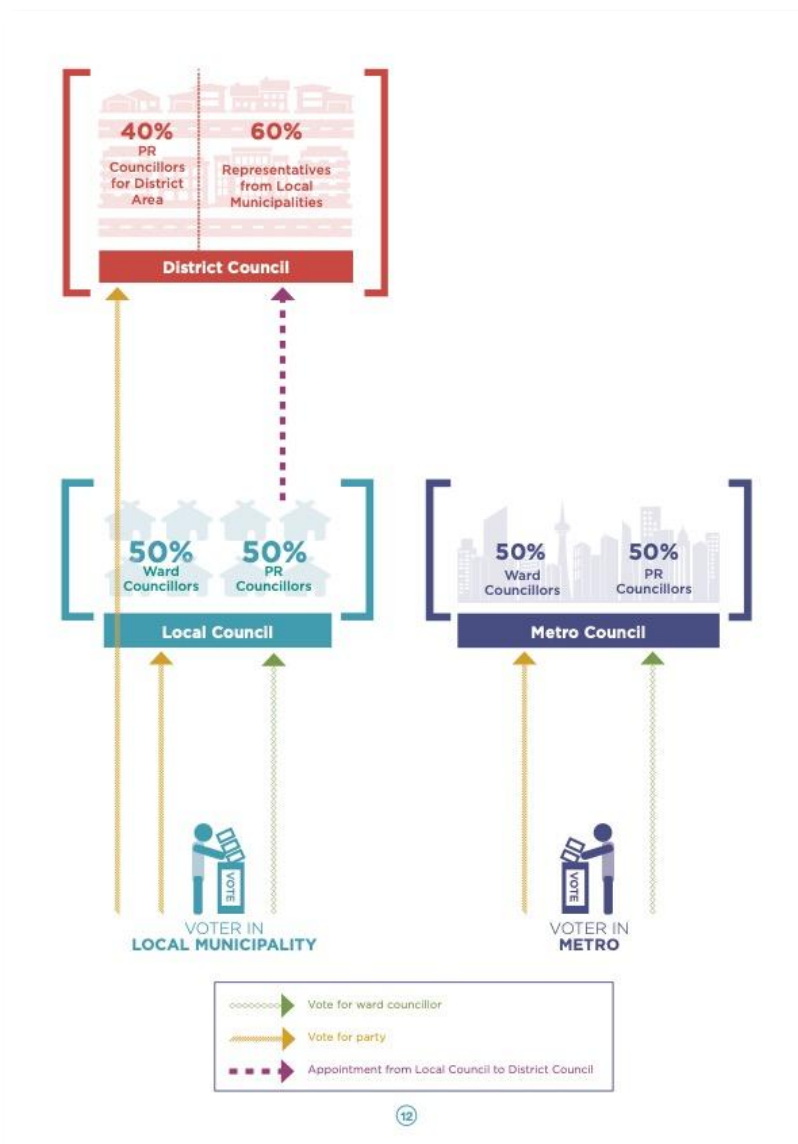 40%
PR
Councillors
for District
Area
60%
Representatives
from Local
Municipalities
District Council
50%
Ward
Councillors
50%
PR
Councillors
Local Council
50%
Ward
Councillors
50%
PR
Councillors
Metro Council
VOTE
VOTER IN
LOCAL MUNICIPALITY
VOTE
VOTER IN
METRO
Vote for ward councillor
Vote for party
Appointment from Local Council to District Council
12